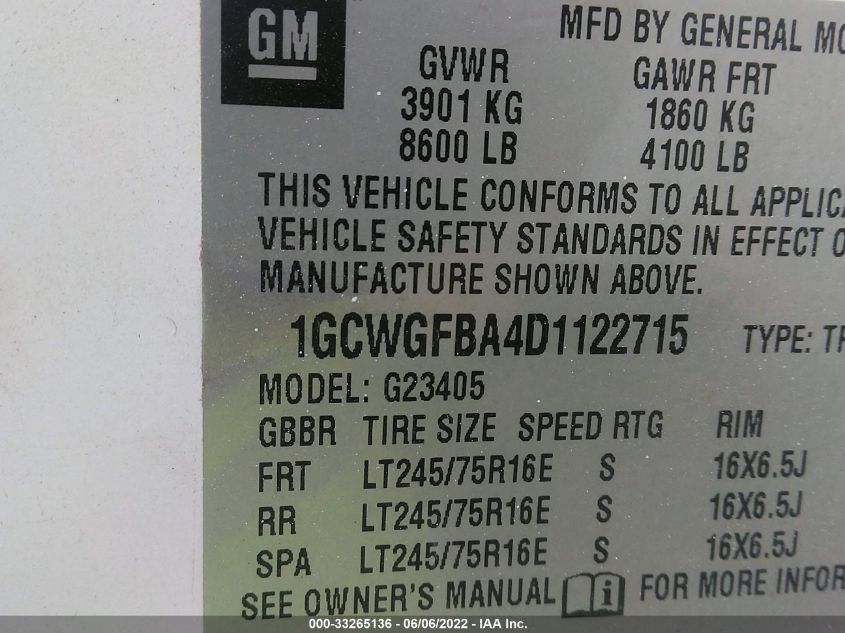 GM
MFD BY GENERAL
GVWR GAWR FRT
3901 KG 1860 KG
8600 LB 4100 LB
THIS VEHICLE CONFORMS TO ALL
VEHICLE SAFETY STANDARDS IN EFFECT
MANUFACTURE SHOWN ABOVE.
1GCWGFBA4D1122715 TYPE:
MODEL: G23405
GBBR TIRE SIZE SPEED RTG RIM
FRT LT245/75R16E S 16X6.5J
RR LT245/75R16E S 16X6.5J
SPA LT245/75R16E S 16X6.5J
SEE OWNER'S MANUAL i FOR MORE
000-33265136 - 06/06/2022 - IAA Inc.